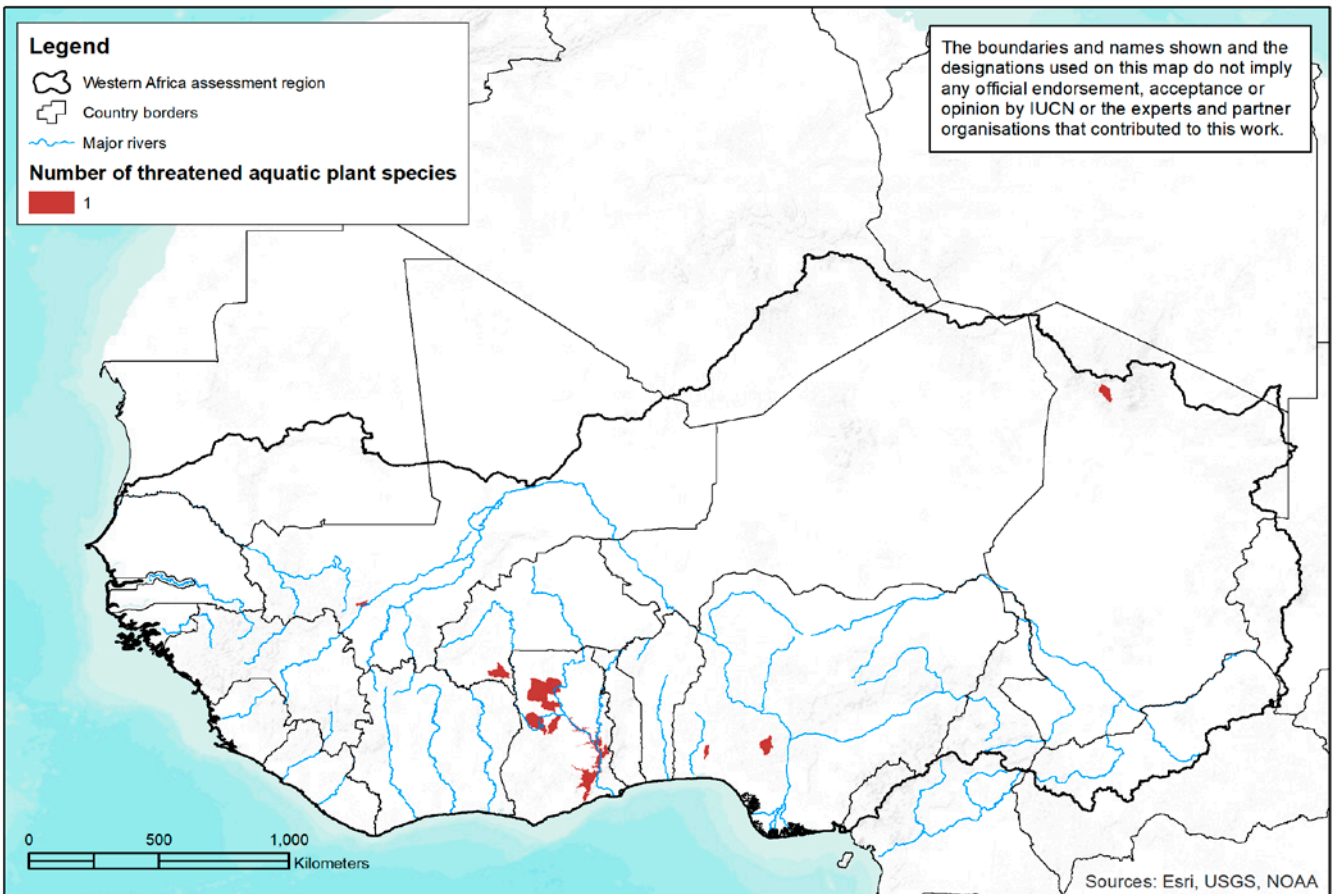 Legend
Western Africa assessment region
Country borders
Major rivers
Number of threatened aquatic plant species
1
The boundaries and names shown and the
designations used on this map do not imply
any official endorsement, acceptance or
opinion by IUCN or the experts and partner
organisations that contributed to this work.
0 500 1,000
Kilometers
Sources: Esri, USGS, NOAA